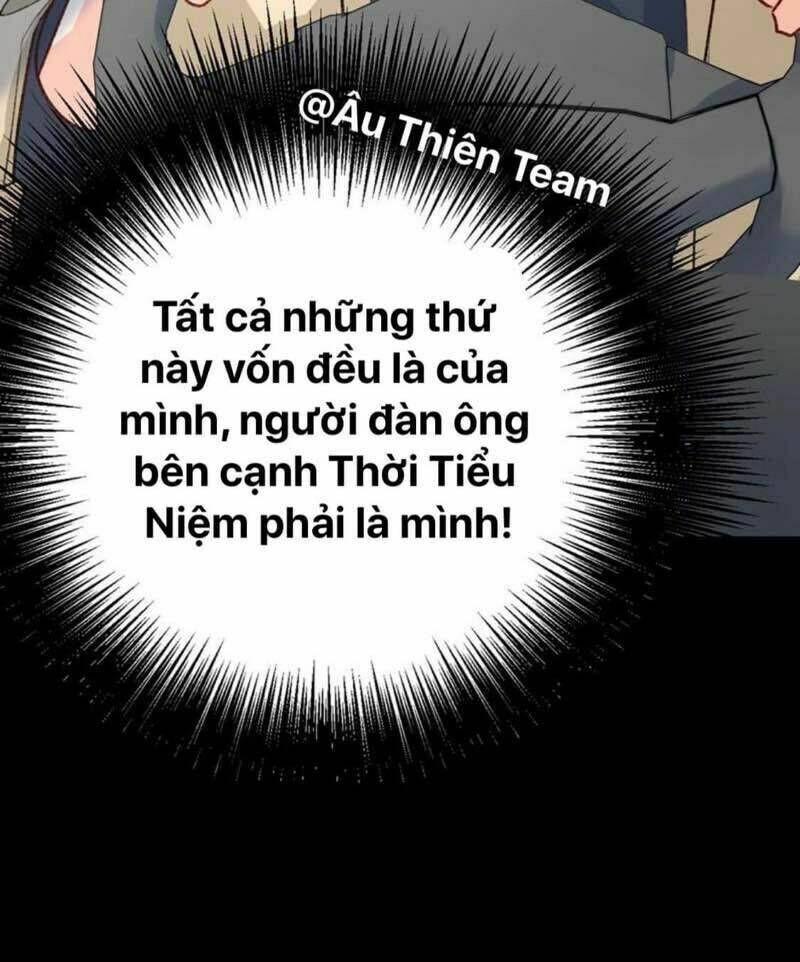 @Âu Thiên Team
Tất cả những thứ
này vốn đều là của
mình, người đàn ông
bên cạnh Thời Tiểu
Niệm phải là mình!